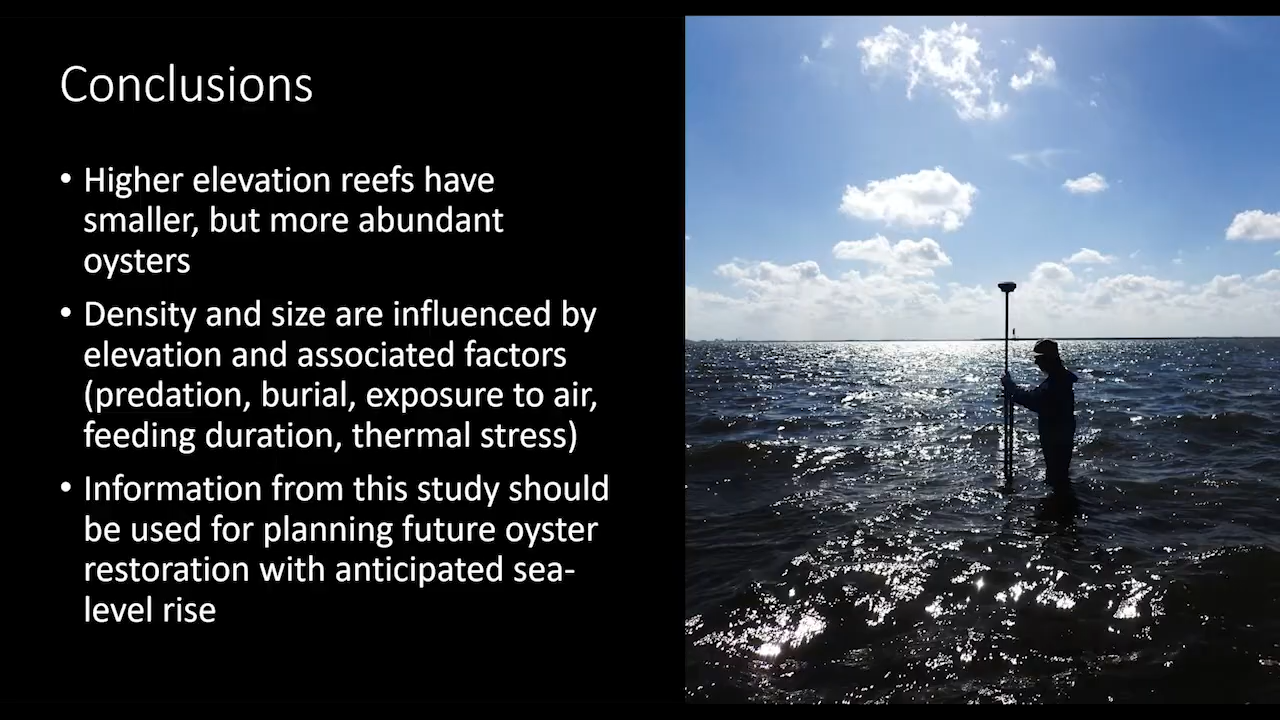 Conclusions
• Higher elevation reefs have
smaller, but more abundant
oysters
• Density and size are influenced by
elevation and associated factors
(predation, burial, exposure to air,
feeding duration, thermal stress)
• Information from this study should
be used for planning future oyster
restoration with anticipated sea-
level rise